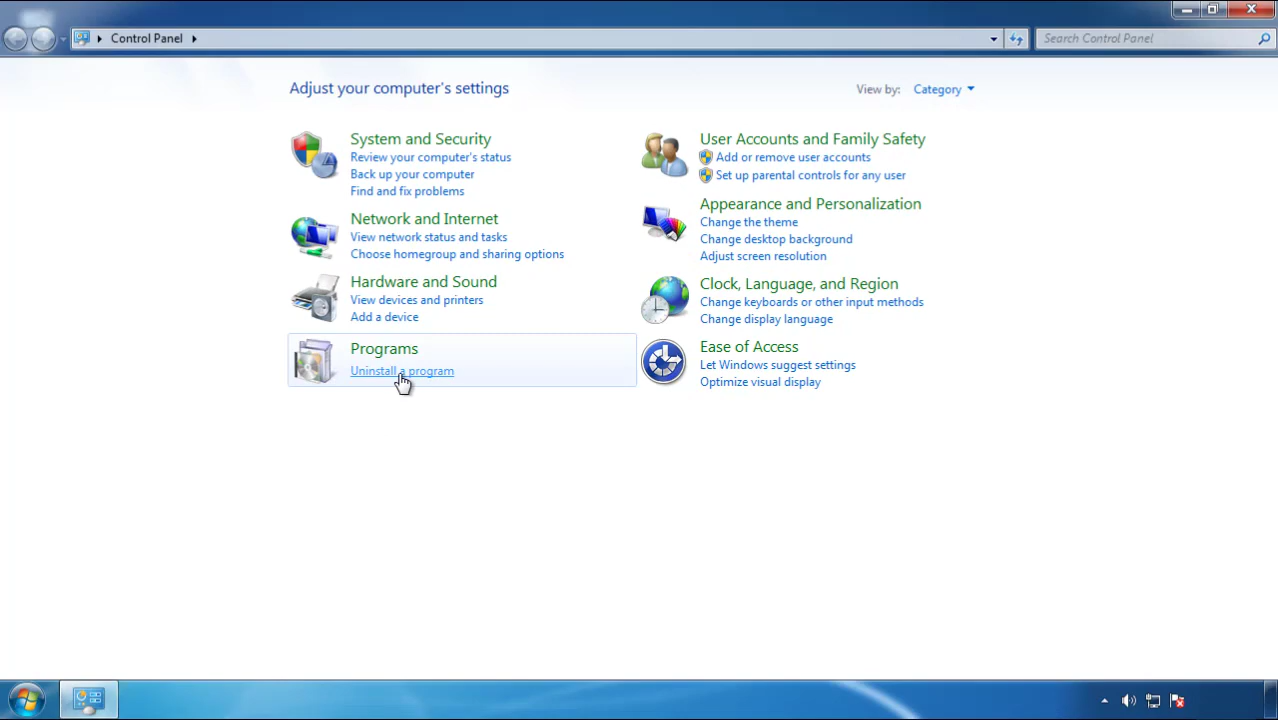 Control Panel
Search Control Panel
Adjust your computer's settings
View by: Category
System and Security
Review your computer's status
Back up your computer
Find and fix problems
Network and Internet
View network status and tasks
Choose homegroup and sharing options
Hardware and Sound
View devices and printers
Add a device
Programs
Uninstall a program
User Accounts and Family Safety
Add or remove user accounts
Set up parental controls for any user
Appearance and Personalization
Change the theme
Change desktop background
Adjust screen resolution
Clock, Language, and Region
Change keyboards or other input methods
Change display language
Ease of Access
Let Windows suggest settings
Optimize visual display